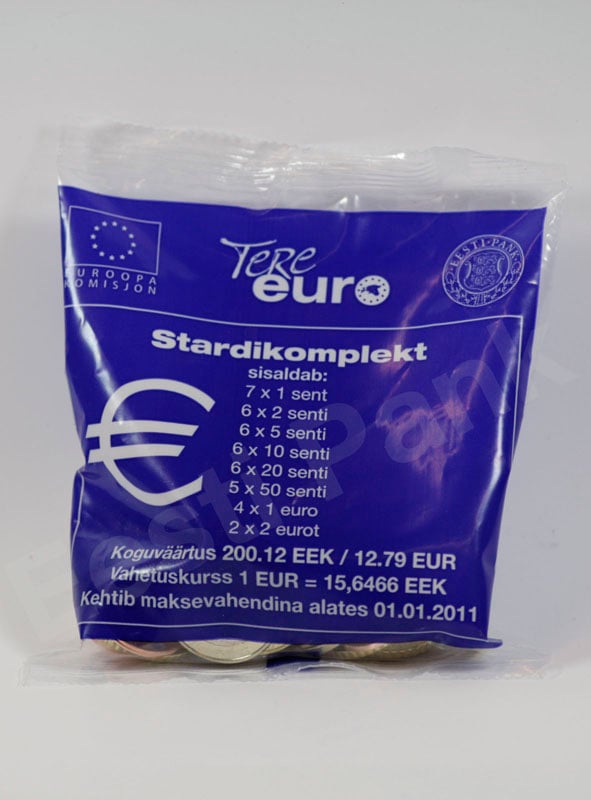 EUROOPA
KOMISJON
Tere
euro
EESTI PANK
Stardikomplekt
sisaldab:
7 x 1 sent
6 x 2 senti
6 x 5 senti
6 x 10 senti
6 x 20 senti
5 x 50 senti
4 x 1 euro
2 x 2 eurot
€
Koguväärtus 200.12 EEK / 12.79 EUR
Vahetuskurss 1 EUR = 15,6466 EEK
Kehtib maksevahendina alates 01.01.2011
Eesti Pank